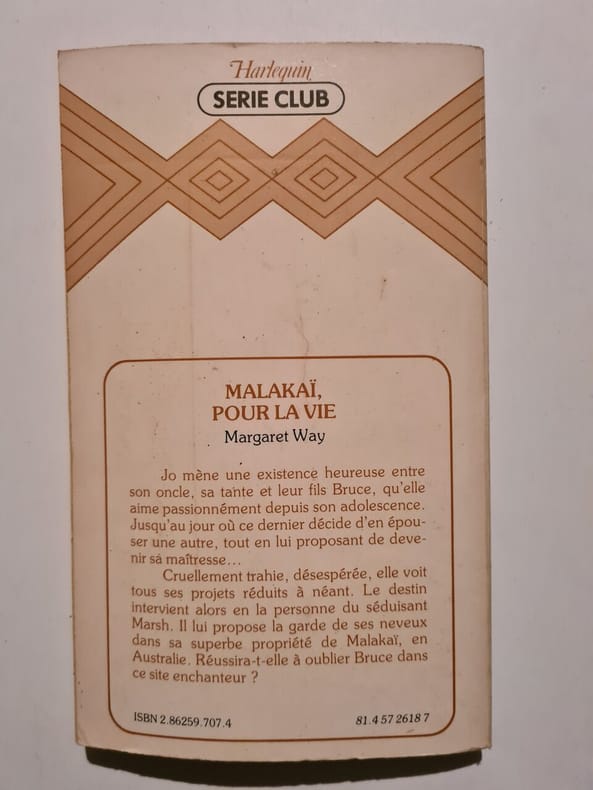 Harlequin
SERIE CLUB
MALAKAÏ,
POUR LA VIE
Margaret Way
Jo mène une existence heureuse entre
son oncle, sa tante et leur fils Bruce, qu'elle
aime passionnément depuis son adolescence.
Jusqu'au jour où ce dernier décide d'en épou-
ser une autre, tout en lui proposant de deve-
nir sa maîtresse...
Cruellement trahie, désespérée, elle voit
tous ses projets réduits à néant. Le destin
intervient alors en la personne du séduisant
Marsh. Il lui propose la garde de ses neveux
dans sa superbe propriété de Malakaï, en
Australie. Réussira-t-elle à oublier Bruce dans
ce site enchanteur ?
ISBN 2.86259.707.4
81.4 57 2618 7